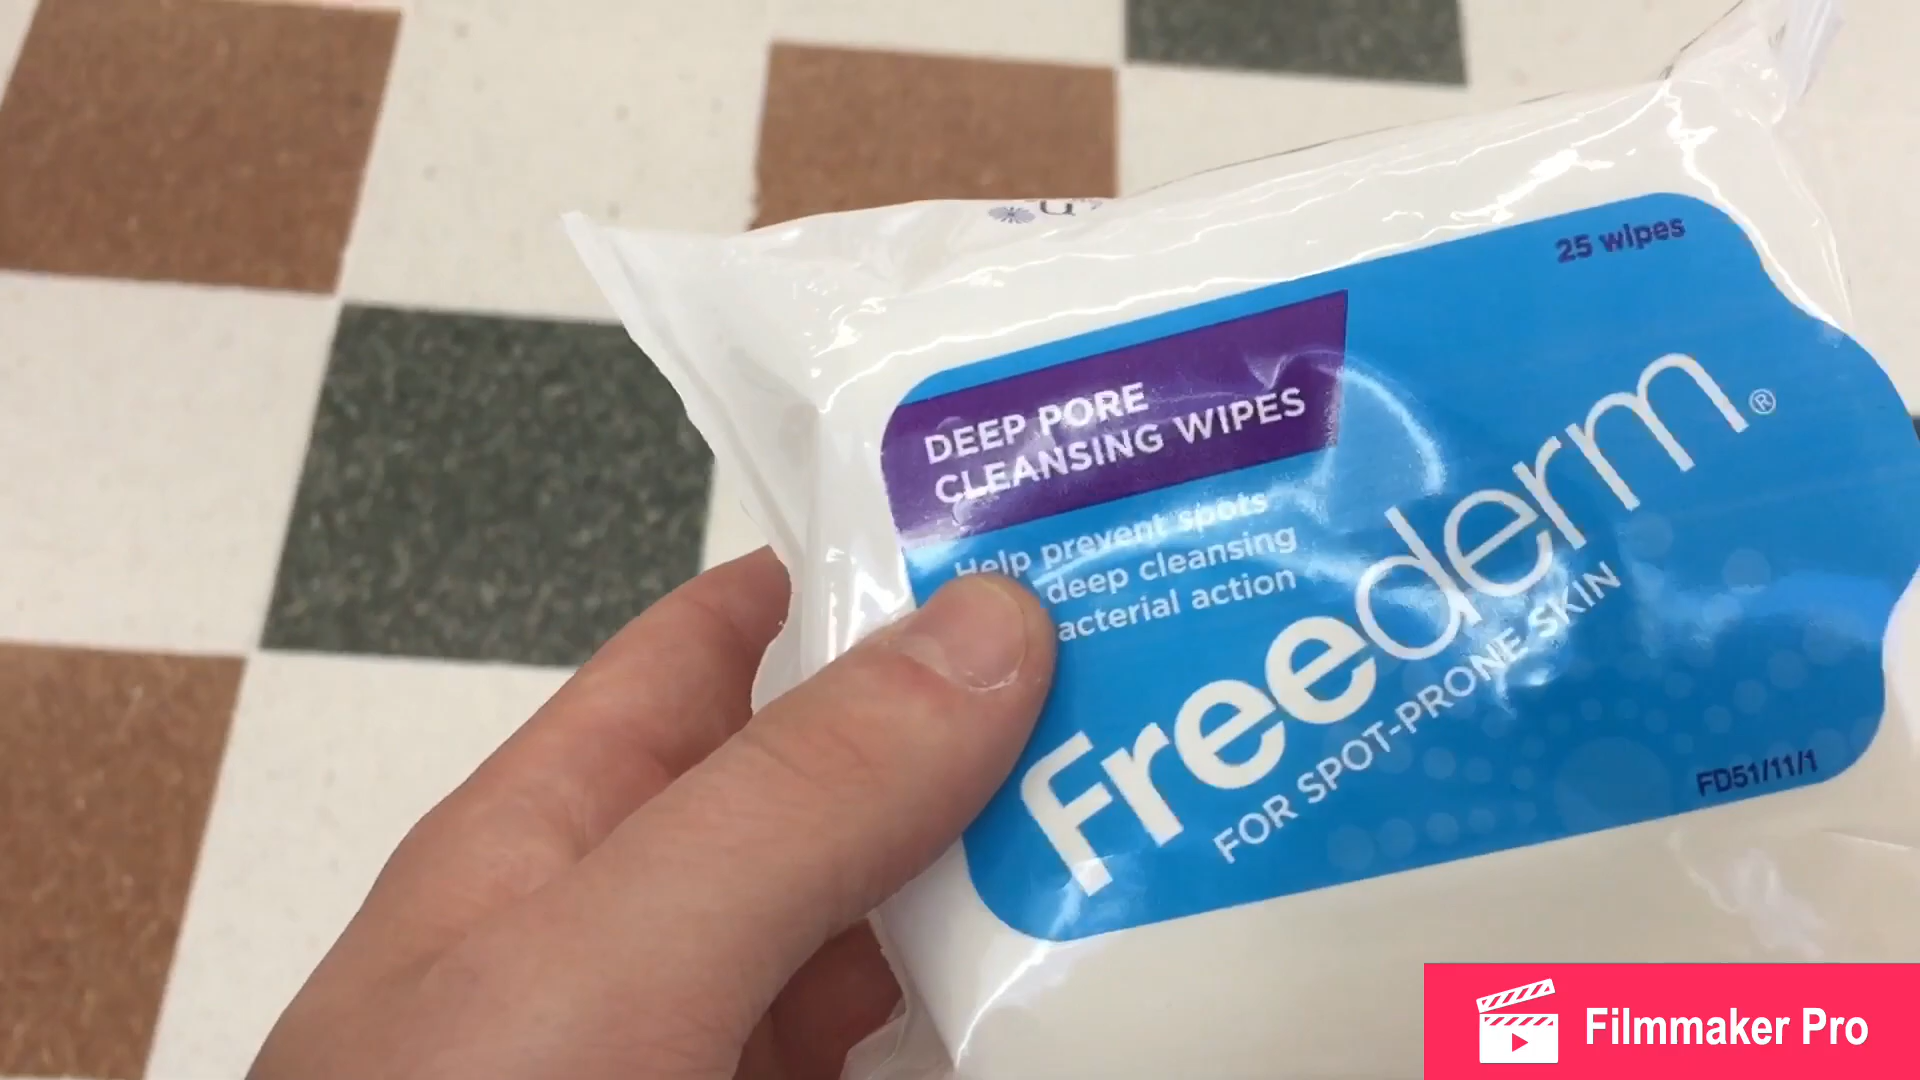 25 wipes
DEEP PORE
CLEANSING WIPES
Help prevent spots
deep cleansing
acterial action
Freederm®
FOR SPOT-PRONE SKIN
FD51/11/1
Filmmaker Pro